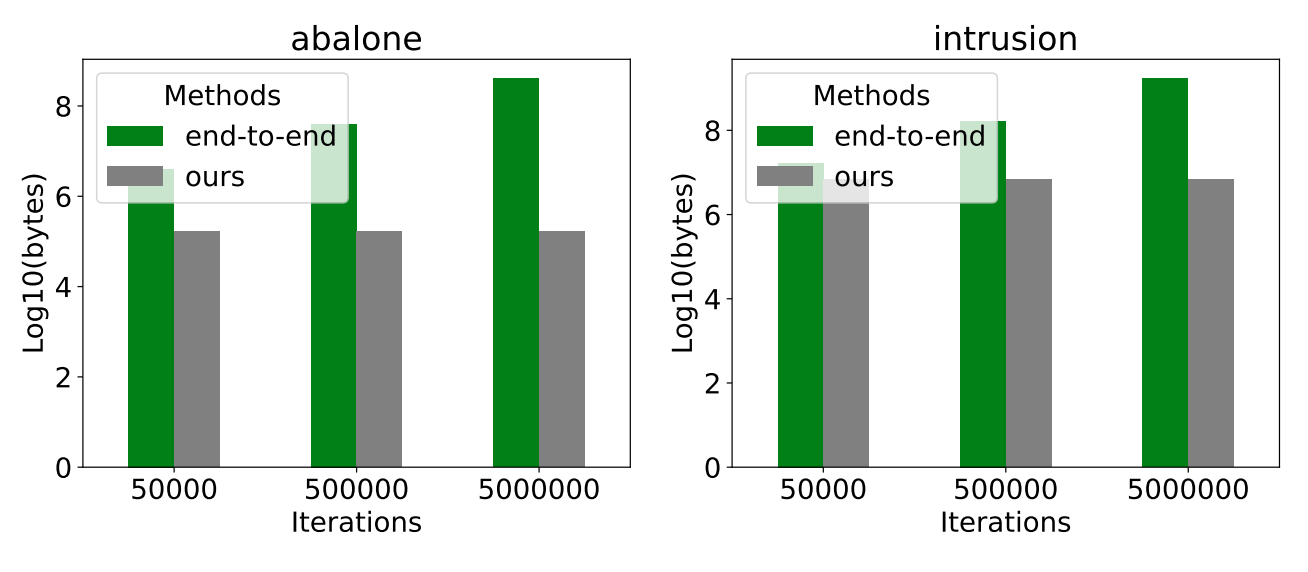 abalone
Methods
end-to-end
ours
Log10(bytes)
8
6
4
2
0
50000 500000 5000000
Iterations
intrusion
Methods
end-to-end
ours
Log10(bytes)
8
6
4
2
0
50000 500000 5000000
Iterations